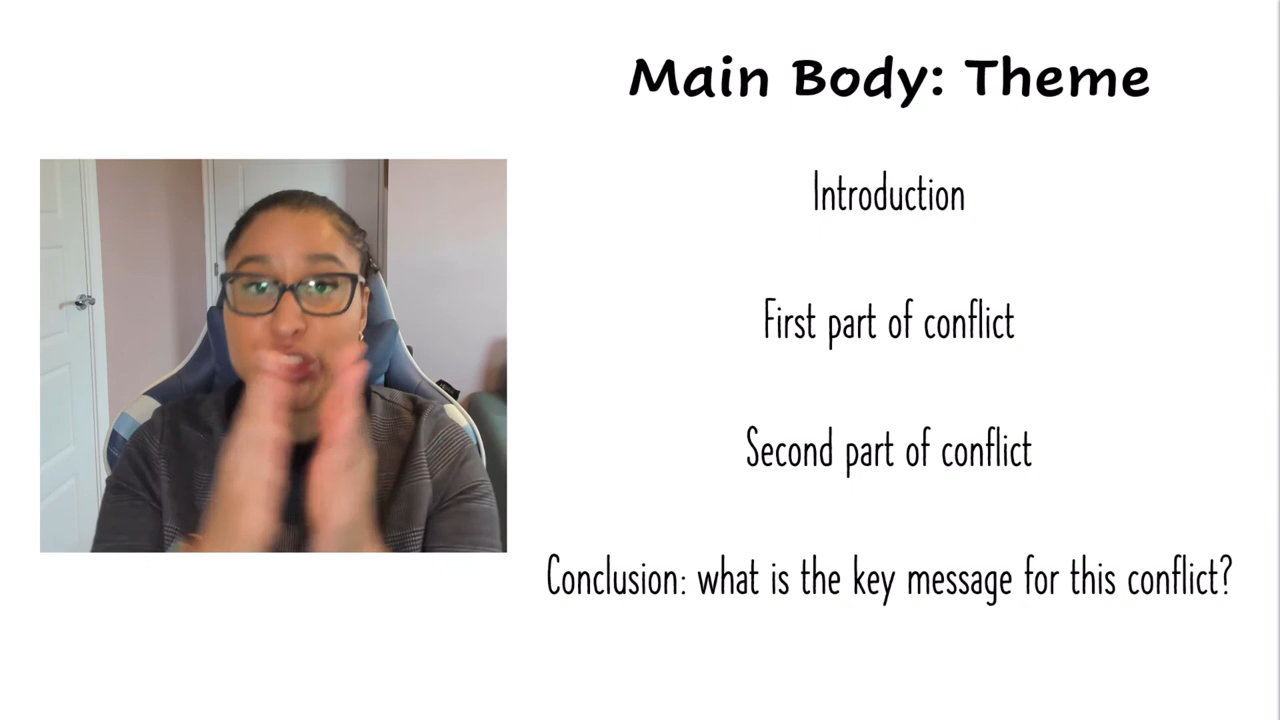 Main Body: Theme
Introduction
First part of conflict
Second part of conflict
Conclusion: what is the key message for this conflict?